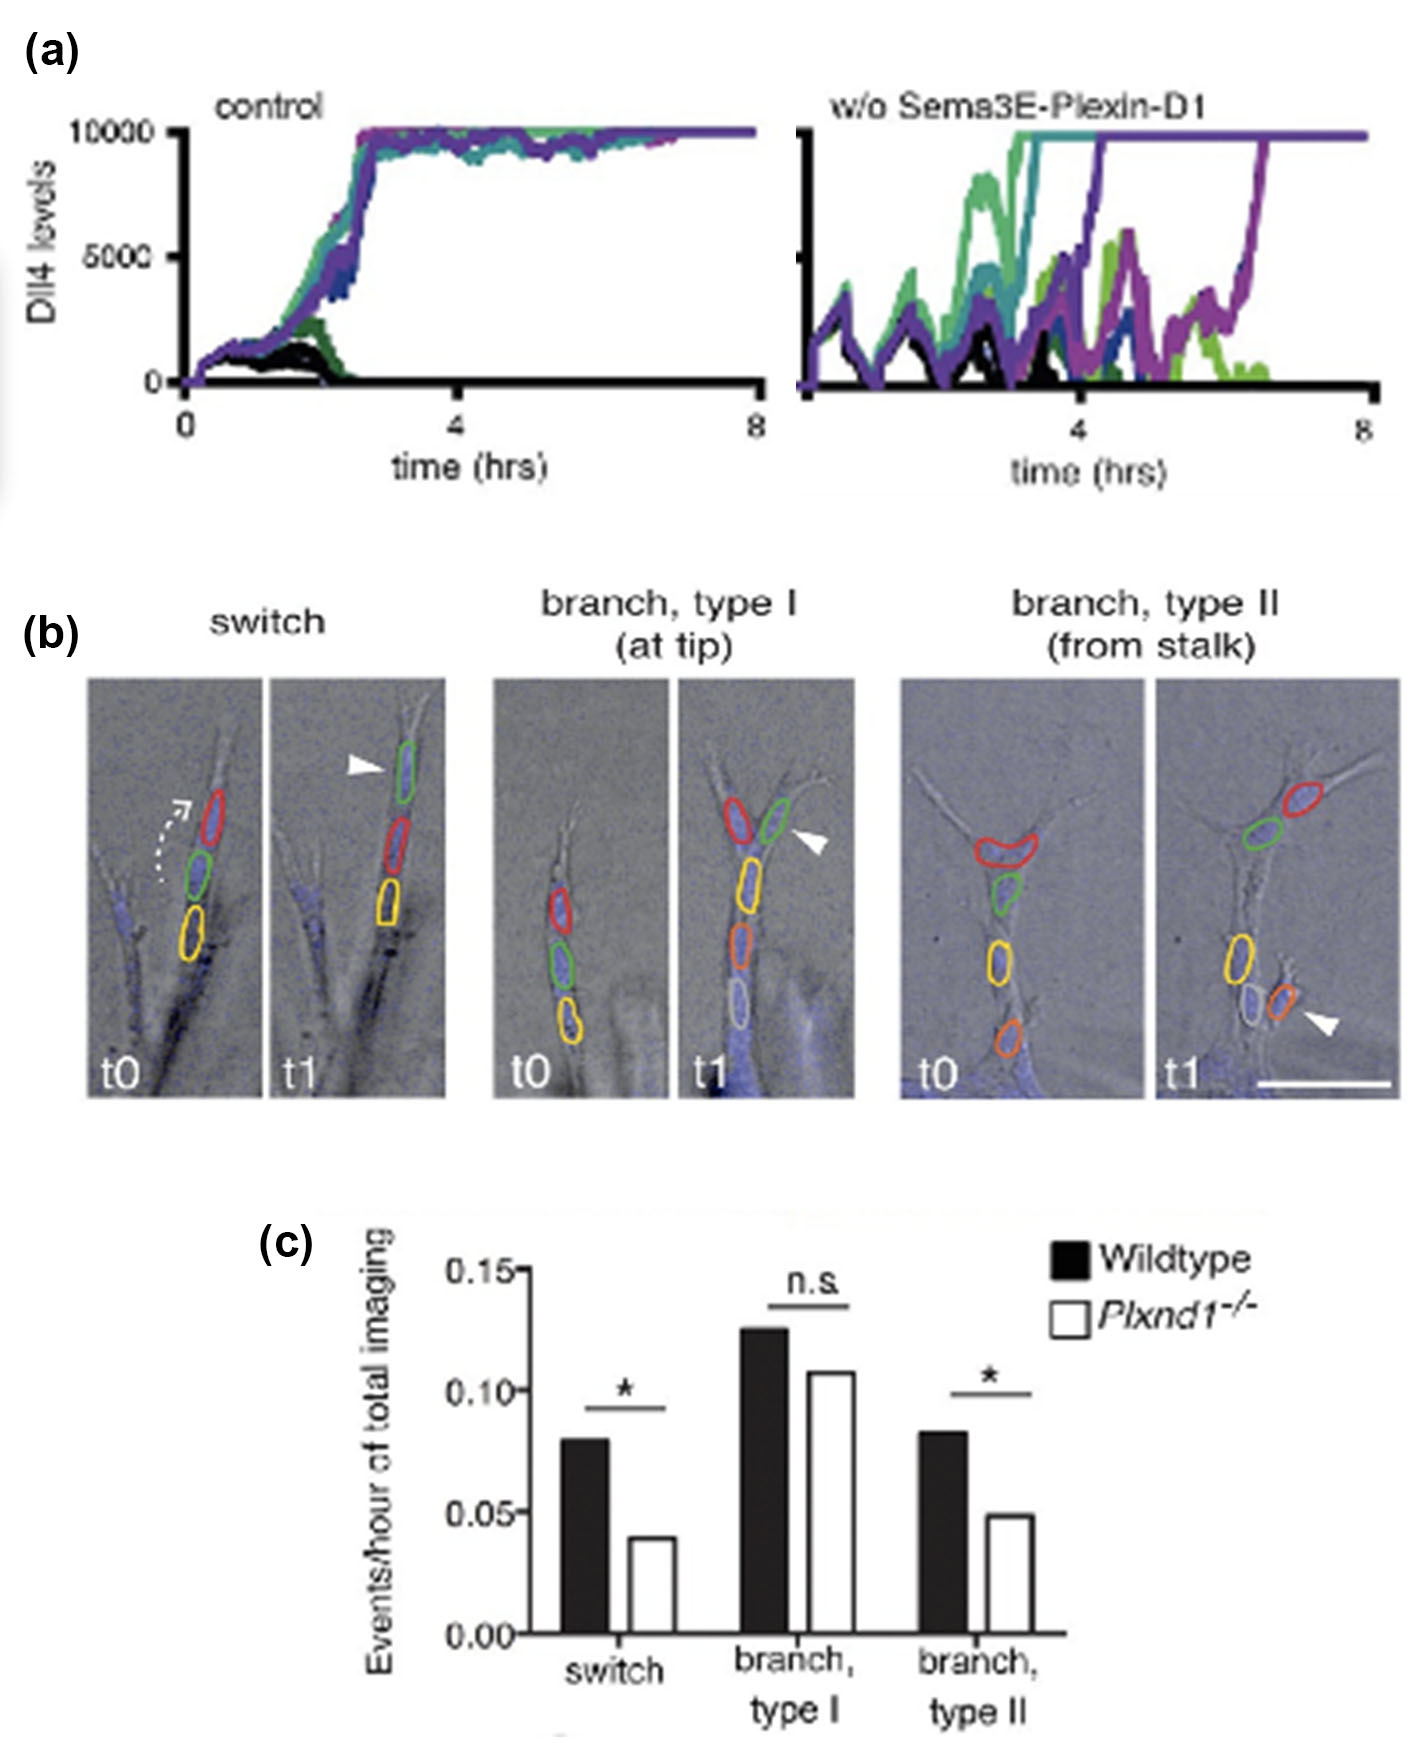 (a)
control
w/o Sema3E-Plexin-D1
Dll4 levels
10000
5000
0
0 4 8
time (hrs)
4 8
time (hrs)
(b)
switch
branch, type I
(at tip)
branch, type II
(from stalk)
t0 t1
t0 t1
t0 t1
(c)
Events/hour of total imaging
0.15
0.10
0.05
0.00
*
n.s.
*
Wildtype
Plxnd1-/-
switch
branch,
type I
branch,
type II